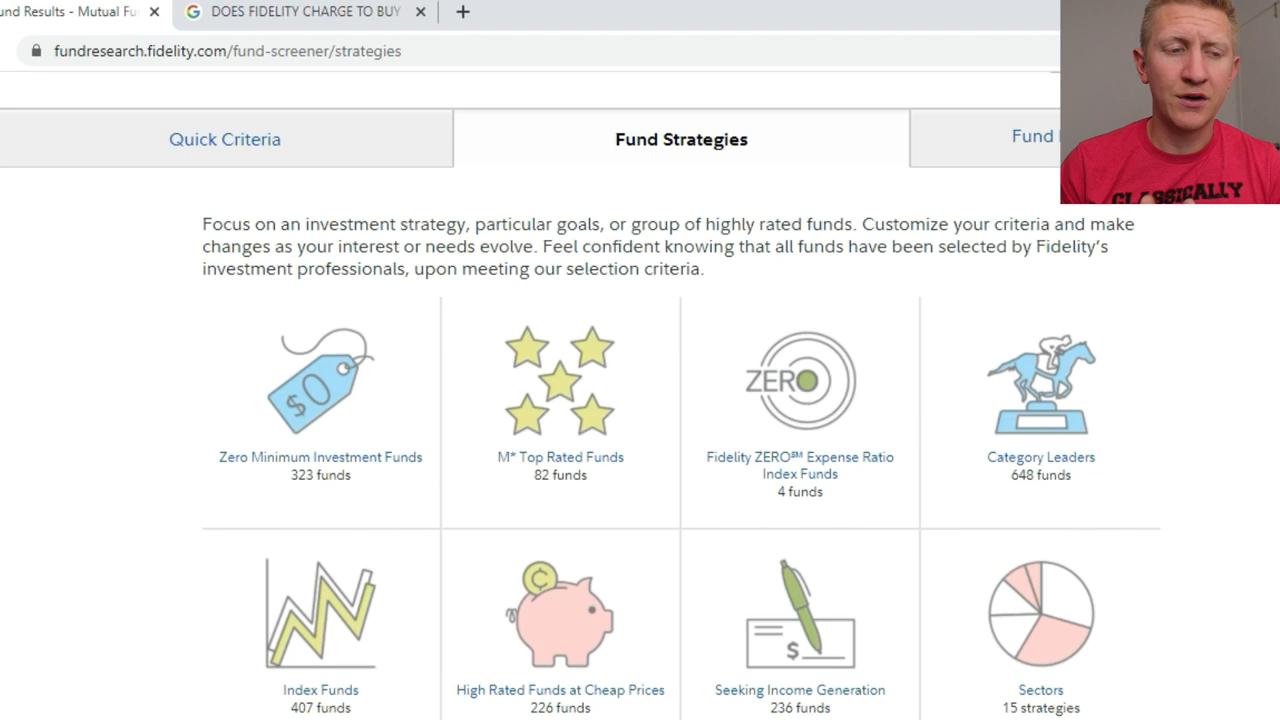 und Results - Mutual Fu
DOES FIDELITY CHARGE TO BUY
fundresearch.fidelity.com/fund-screener/strategies
Quick Criteria
Fund Strategies
Fund
CLASSICALLY
Focus on an investment strategy, particular goals, or group of highly rated funds. Customize your criteria and make
changes as your interest or needs evolve. Feel confident knowing that all funds have been selected by Fidelity's
investment professionals, upon meeting our selection criteria.
$0
ZERO
Zero Minimum Investment Funds
323 funds
M* Top Rated Funds
82 funds
Fidelity ZERO℠ Expense Ratio
Index Funds
4 funds
Category Leaders
648 funds
¢
$
Index Funds
407 funds
High Rated Funds at Cheap Prices
226 funds
Seeking Income Generation
236 funds
Sectors
15 strategies